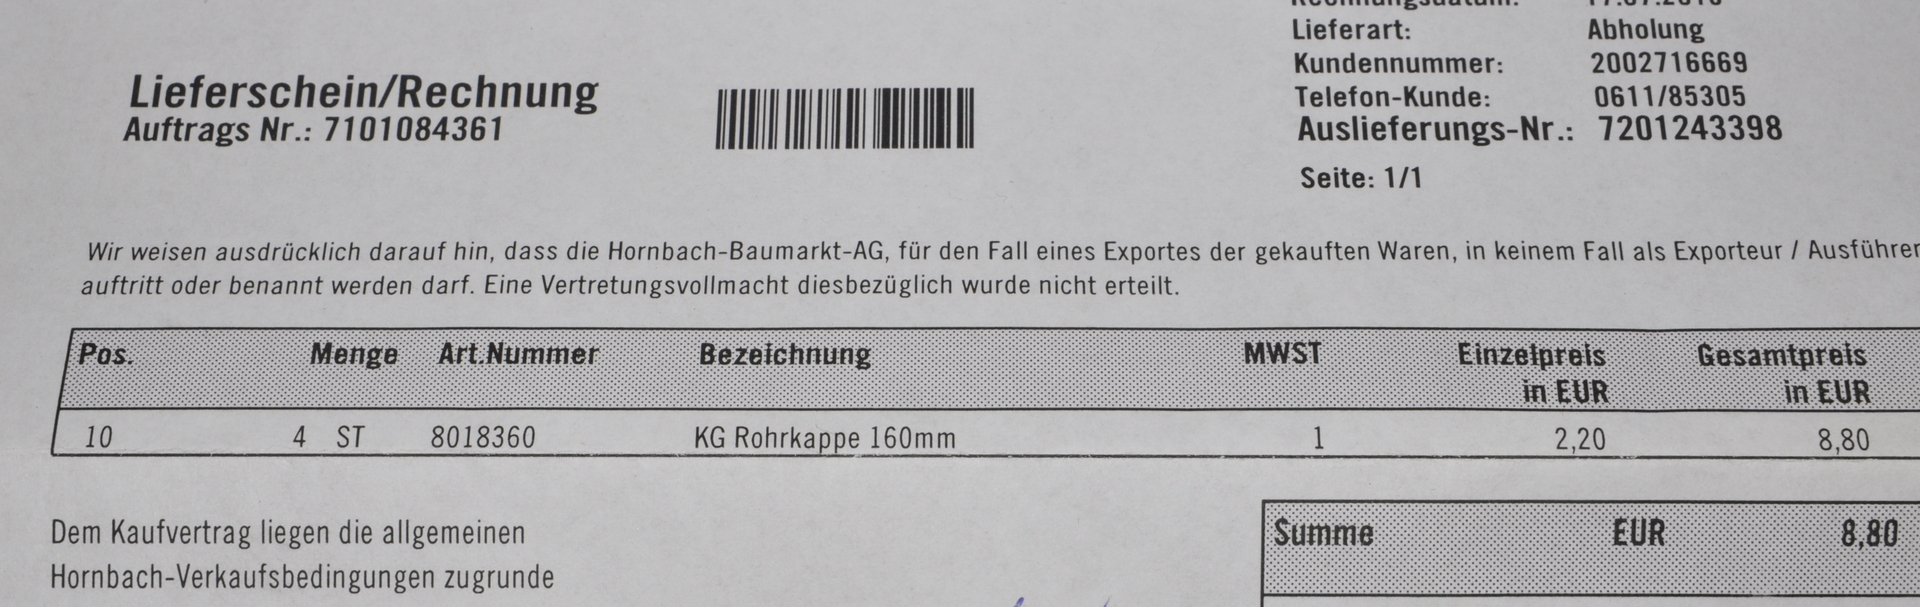 Lieferart: Abholung
Kundennummer: 2002716669
Telefon-Kunde: 0611/85305
Auslieferungs-Nr.: 7201243398
Seite: 1/1
Lieferschein/Rechnung
Auftrags Nr.: 7101084361
Wir weisen ausdrücklich darauf hin, dass die Hornbach-Baumarkt-AG, für den Fall eines Exportes der gekauften Waren, in keinem Fall als Exporteur / Ausführer
auftritt oder benannt werden darf. Eine Vertretungsvollmacht diesbezüglich wurde nicht erteilt.
Pos. Menge Art.Nummer Bezeichnung MWST Einzelpreis Gesamtpreis
in EUR in EUR
10 4 ST 8018360 KG Rohrkappe 160mm 1 2,20 8,80
Dem Kaufvertrag liegen die allgemeinen
Hornbach-Verkaufsbedingungen zugrunde
Summe EUR 8,80